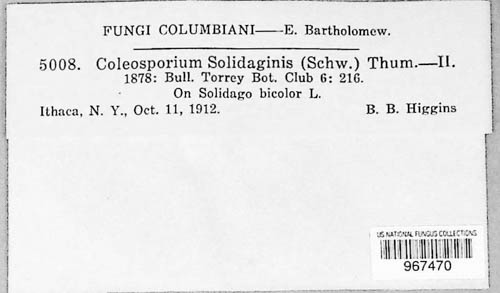 FUNGI COLUMBIANI—E. Bartholomew.
5008. Coleosporium Solidaginis (Schw.) Thum.—II.
1878: Bull. Torrey Bot. Club 6: 216.
On Solidago bicolor L.
Ithaca, N. Y., Oct. 11, 1912. B. B. Higgins
US NATIONAL FUNGUS COLLECTIONS
967470